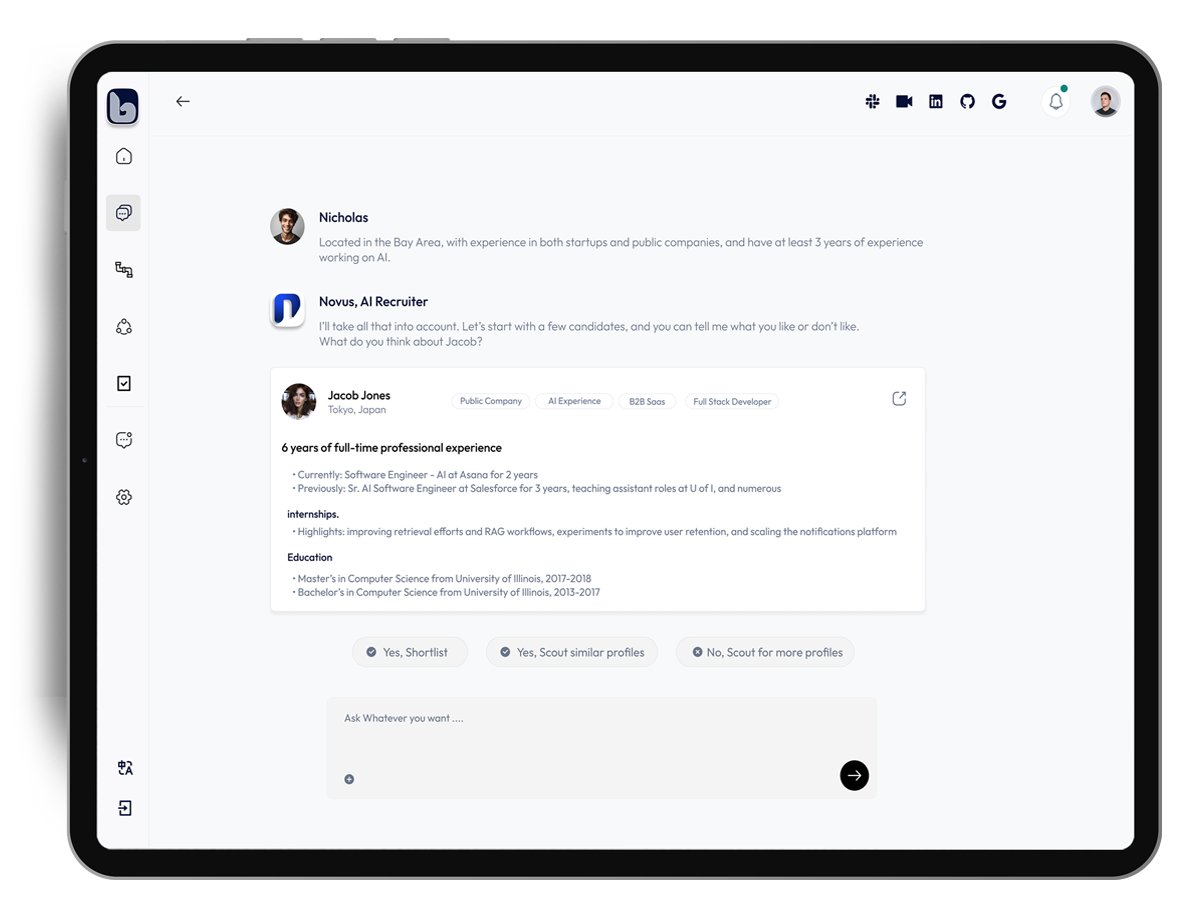 Nicholas
Located in the Bay Area, with experience in both startups and public companies, and have at least 3 years of experience
working on AI.
Novus, AI Recruiter
I'll take all that into account. Let's start with a few candidates, and you can tell me what you like or don't like.
What do you think about Jacob?
Jacob Jones
Tokyo, Japan
Public Company
AI Experience
B2B Saas
Full Stack Developer
6 years of full-time professional experience
• Currently: Software Engineer - AI at Asana for 2 years
• Previously: Sr. AI Software Engineer at Salesforce for 3 years, teaching assistant roles at U of I, and numerous
internships.
• Highlights: improving retrieval efforts and RAG workflows, experiments to improve user retention, and scaling the notifications platform
Education
• Master's in Computer Science from University of Illinois, 2017-2018
• Bachelor's in Computer Science from University of Illinois, 2013-2017
Yes, Shortlist
Yes, Scout similar profiles
No, Scout for more profiles
Ask Whatever you want ....